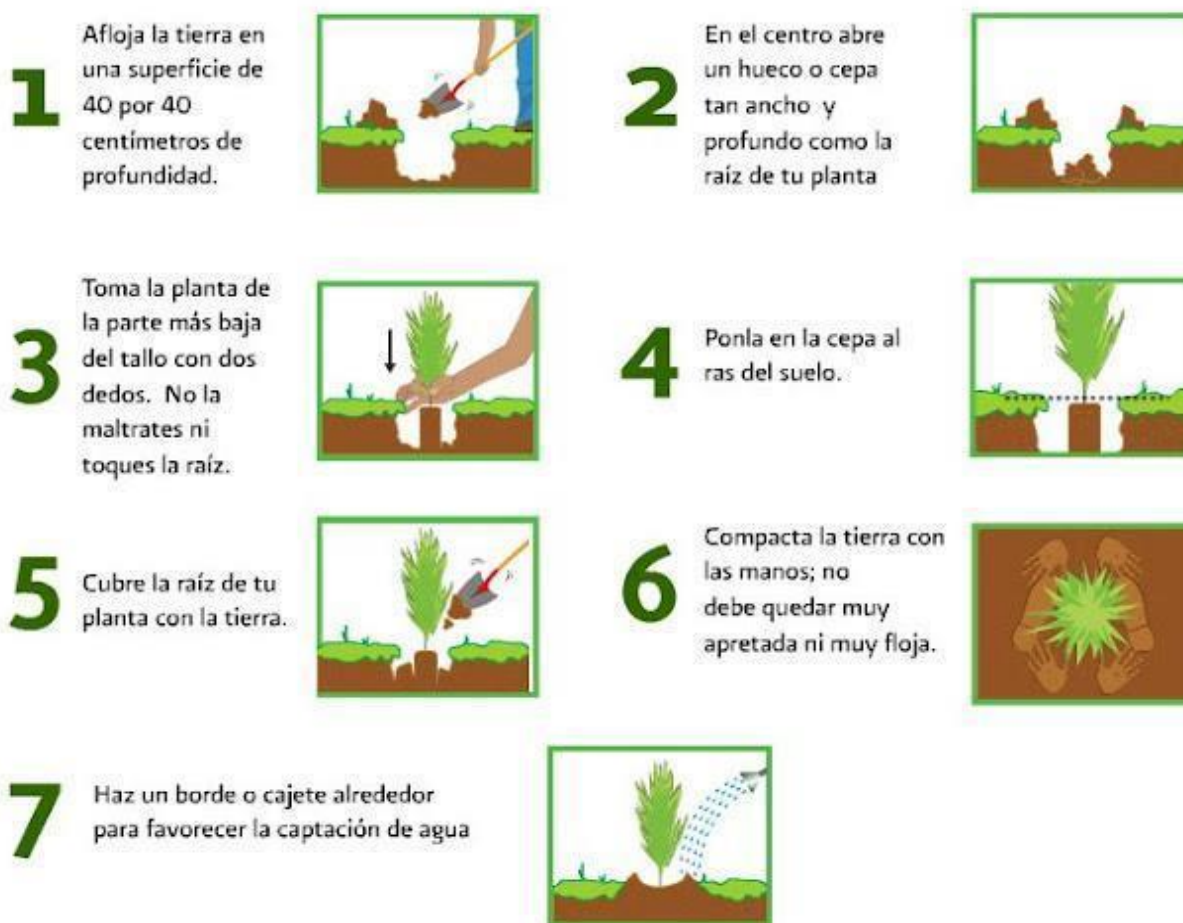 1
Afloja la tierra en
una superficie de
40 por 40
centímetros de
profundidad.
2
En el centro abre
un hueco o cepa
tan ancho y
profundo como la
raíz de tu planta
3
Toma la planta de
la parte más baja
del tallo con dos
dedos. No la
maltrates ni
toques la raíz.
4
Ponla en la cepa al
ras del suelo.
5
Cubre la raíz de tu
planta con la tierra.
6
Compacta la tierra con
las manos; no
debe quedar muy
apretada ni muy floja.
7
Haz un borde o cajete alrededor
para favorecer la captación de agua